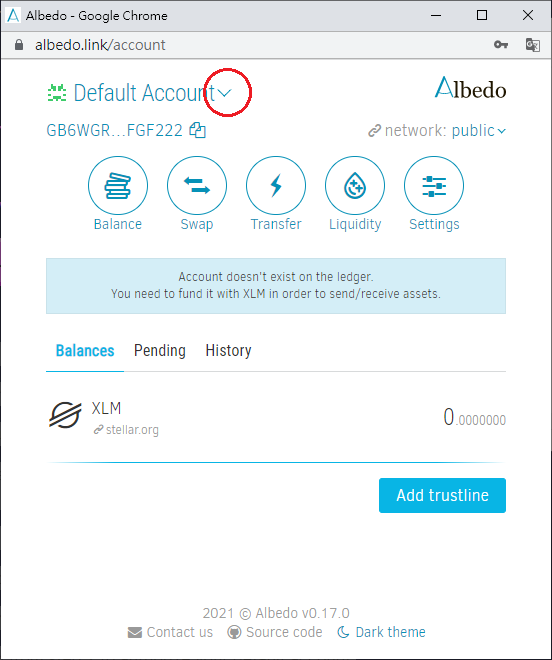 Albedo - Google Chrome
albedo.link/account
Default Account
Albedo
GB6WGR...FGF222
network: public
Balance
Swap
Transfer
Liquidity
Settings
Account doesn't exist on the ledger.
You need to fund it with XLM in order to send/receive assets.
Balances
Pending
History
XLM
0.0000000
stellar.org
Add trustline
2021 © Albedo v0.17.0
Contact us
Source code
Dark theme